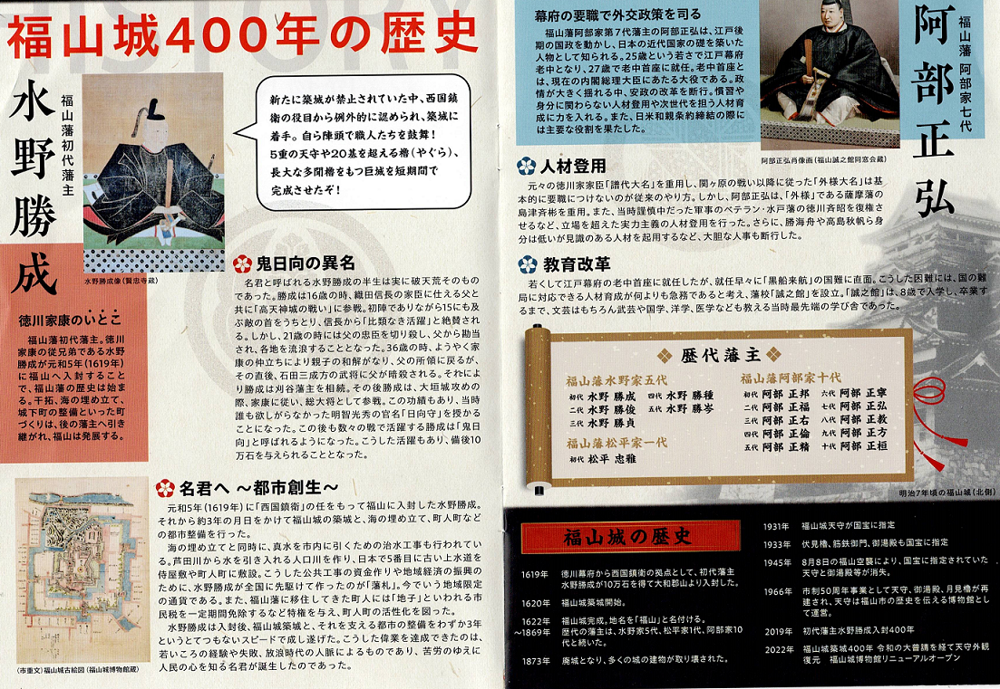 福山城400年の歴史
水野勝成
福山藩初代藩主
新たに築城が禁止されていた中、西国鎮
衛の役目から例外的に認められ、築城に
着手。自ら陣頭で職人たちを鼓舞!
5重の天守や20基を超える櫓(やぐら)、
長大な多聞櫓をもつ巨城を短期間で
完成させたぞ!
水野勝成像(賢忠寺蔵)
徳川家康のいとこ
福山藩初代藩主。徳川
家康の従兄弟である水野
勝成が元和5年(1619年)
に福山へ入封すること
で、福山藩の歴史は始ま
る。干拓、海の埋め立て、
城下町の整備といった町
づくりは、後の藩主へ引き
継がれ、福山は発展する。
鬼日向の異名
名君と呼ばれる水野勝成の半生は実に破天荒そのもの
であった。勝成は16歳の時、織田信長の家臣に仕える父と
共に「高天神城の戦い」に参戦。初陣でありながら15にも及
ぶ敵の首をうちとり、信長から「比類なき活躍」と絶賛され
る。しかし、21歳の時には父の忠臣を切り殺し、父から勘当
され、各地を流浪することとなった。36歳の時、ようやく家
康の仲立ちにより親子の和解がなり、父の所領に戻るが、
その直後、石田三成方の武将に父が暗殺される。それによ
り勝成は刈谷藩主を相続。その後勝成は、大垣城攻めの
際、家康に従い、総大将として参戦。この功績もあり、当時
誰も欲しがらなかった明智光秀の官名「日向守」を授かる
ことになった。この後も数々の戦で活躍する勝成は「鬼日
向」と呼ばれるようになった。こうした活躍もあり、備後10
万石を与えられることとなった。
名君へ ～都市創生～
元和5年(1619年)に「西国鎮衛」の任をもって福山に入封した水野勝成。
それから約3年の月日をかけて福山城の築城と、海の埋め立て、町人町など
の都市整備を行った。
海の埋め立てと同時に、真水を市内に引くための治水工事も行われてい
る。芦田川から水を引き入れる人口川を作り、日本で5番目に古い上水道を
侍屋敷や町人町に敷設。こうした公共工事の資金作りや地域経済の振興の
ために、水野勝成が全国に先駆けて作ったのが「藩札」。今でいう地域限定
の通貨である。また、福山藩に移住してきた町人には「地子」といわれる市
民税を一定期間免除するなど特権を与え、町人町の活性化を図った。
水野勝成は入封後、福山城築城と、それを支える都市の整備をわずか3年
というとてつもないスピードで成し遂げた。こうした偉業を達成できたのは、
若いころの経験や失敗、放浪時代の人脈によるものであり、苦労のゆえに
人民の心を知る名君が誕生したのであった。
(市重文)福山城古絵図(福山城博物館蔵)
幕府の要職で外交政策を司る
福山藩阿部家第7代藩主の阿部正弘は、江戸後
期の国政を動かし、日本の近代国家の礎を築いた
人物として知られる。25歳という若さで江戸幕府
老中となり、27歳で老中首座に就任。老中首座と
は、現在の内閣総理大臣にあたる大役である。政
情が大きく揺れる中、安政の改革を断行。慣習や
身分に関わらない人材登用や次世代を担う人材育
成に力を入れる。また、日米和親条約締結の際に
は主要な役割を果たした。
阿部正弘
福山藩 阿部家七代
阿部正弘肖像画(福山誠之館同窓会蔵)
人材登用
元々の徳川家家臣「譜代大名」を重用し、関ヶ原の戦い以降に従った「外様大名」は基
本的に要職につけないのが従来のやり方。しかし、阿部正弘は、「外様」である薩摩藩の
島津斉彬を重用。また、当時謹慎中だった軍事のベテラン・水戸藩の徳川斉昭を復権さ
せるなど、立場を超えた実力主義の人材登用を行った。さらに、勝海舟や高島秋帆ら身
分は低いが見識のある人材を起用するなど、大胆な人事も断行した。
教育改革
若くして江戸幕府の老中首座に就任したが、就任早々に「黒船来航」の国難に直面。こうした困難には、国の難
局に対応できる人材育成が何よりも急務であると考え、藩校「誠之館」を設立。「誠之館」は、8歳で入学し、卒業す
るまで、文芸はもちろん武芸や国学、洋学、医学なども教える当時最先端の学び舎であった。
歴代藩主
福山藩水野家五代
初代 水野 勝成 四代 水野 勝種
二代 水野 勝俊 五代 水野 勝岑
三代 水野 勝貞
福山藩松平家一代
初代 松平 忠雅
福山藩阿部家十代
初代 阿部 正邦 六代 阿部 正寧
二代 阿部 正福 七代 阿部 正弘
三代 阿部 正右 八代 阿部 正教
四代 阿部 正倫 九代 阿部 正方
五代 阿部 正精 十代 阿部 正桓
明治7年頃の福山城(北側)
福山城の歴史
1619年 徳川幕府から西国鎮衛の拠点として、初代藩主
水野勝成が10万石を得て大和郡山より入封した。
1620年 福山城築城開始。
1622年 福山城完成。地名を「福山」と名付ける。
～1869年 歴代の藩主は、水野家5代、松平家1代、阿部家10
代と続いた。
1873年 廃城となり、多くの城の建物が取り壊された。
1931年 福山城天守が国宝に指定
1933年 伏見櫓、筋鉄御門、御湯殿も国宝に指定
1945年 8月8日の福山空襲により、国宝に指定されていた
天守と御湯殿等が消失。
1966年 市制50周年事業として天守、御湯殿、月見櫓が再
建され、天守は福山市の歴史を伝える博物館とし
て運営。
2019年 初代藩主水野勝成入封400年
2022年 福山城築城400年 令和の大普請を経て天守外観
復元 福山城博物館リニューアルオープン